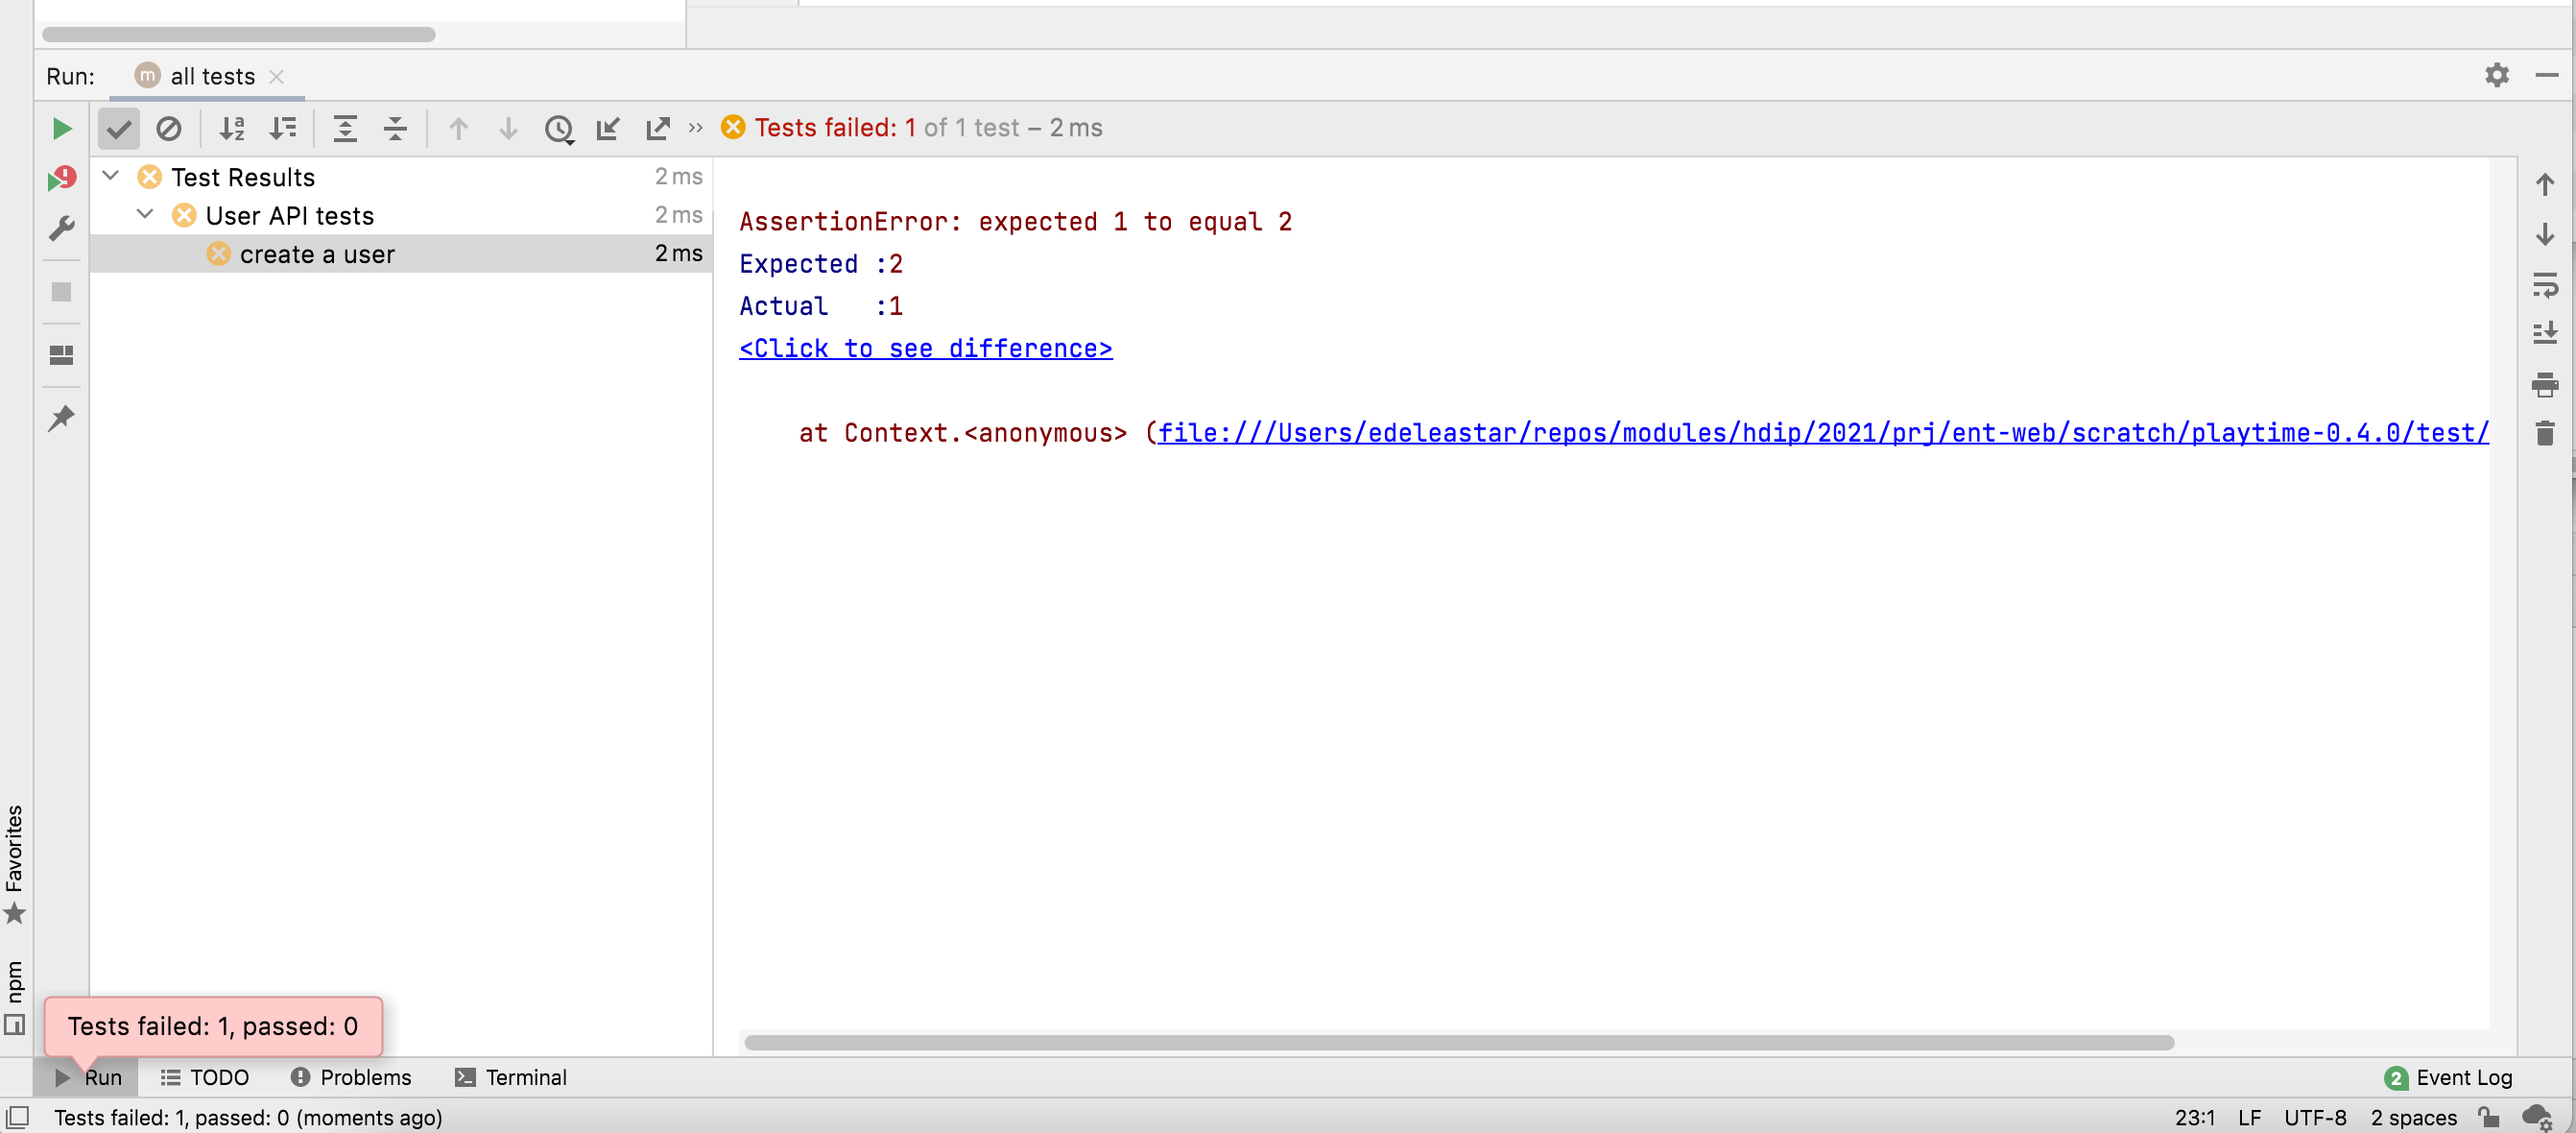 Run: m all tests
Tests failed: 1 of 1 test – 2 ms
Test Results 2 ms
User API tests 2 ms
create a user 2 ms
AssertionError: expected 1 to equal 2
Expected :2
Actual :1
<Click to see difference>
at Context.<anonymous> (file:///Users/edeleastar/repos/modules/hdip/2021/prj/ent-web/scratch/playtime-0.4.0/test/
Favorites
npm
Tests failed: 1, passed: 0
Run TODO Problems Terminal 2 Event Log
Tests failed: 1, passed: 0 (moments ago) 23:1 LF UTF-8 2 spaces